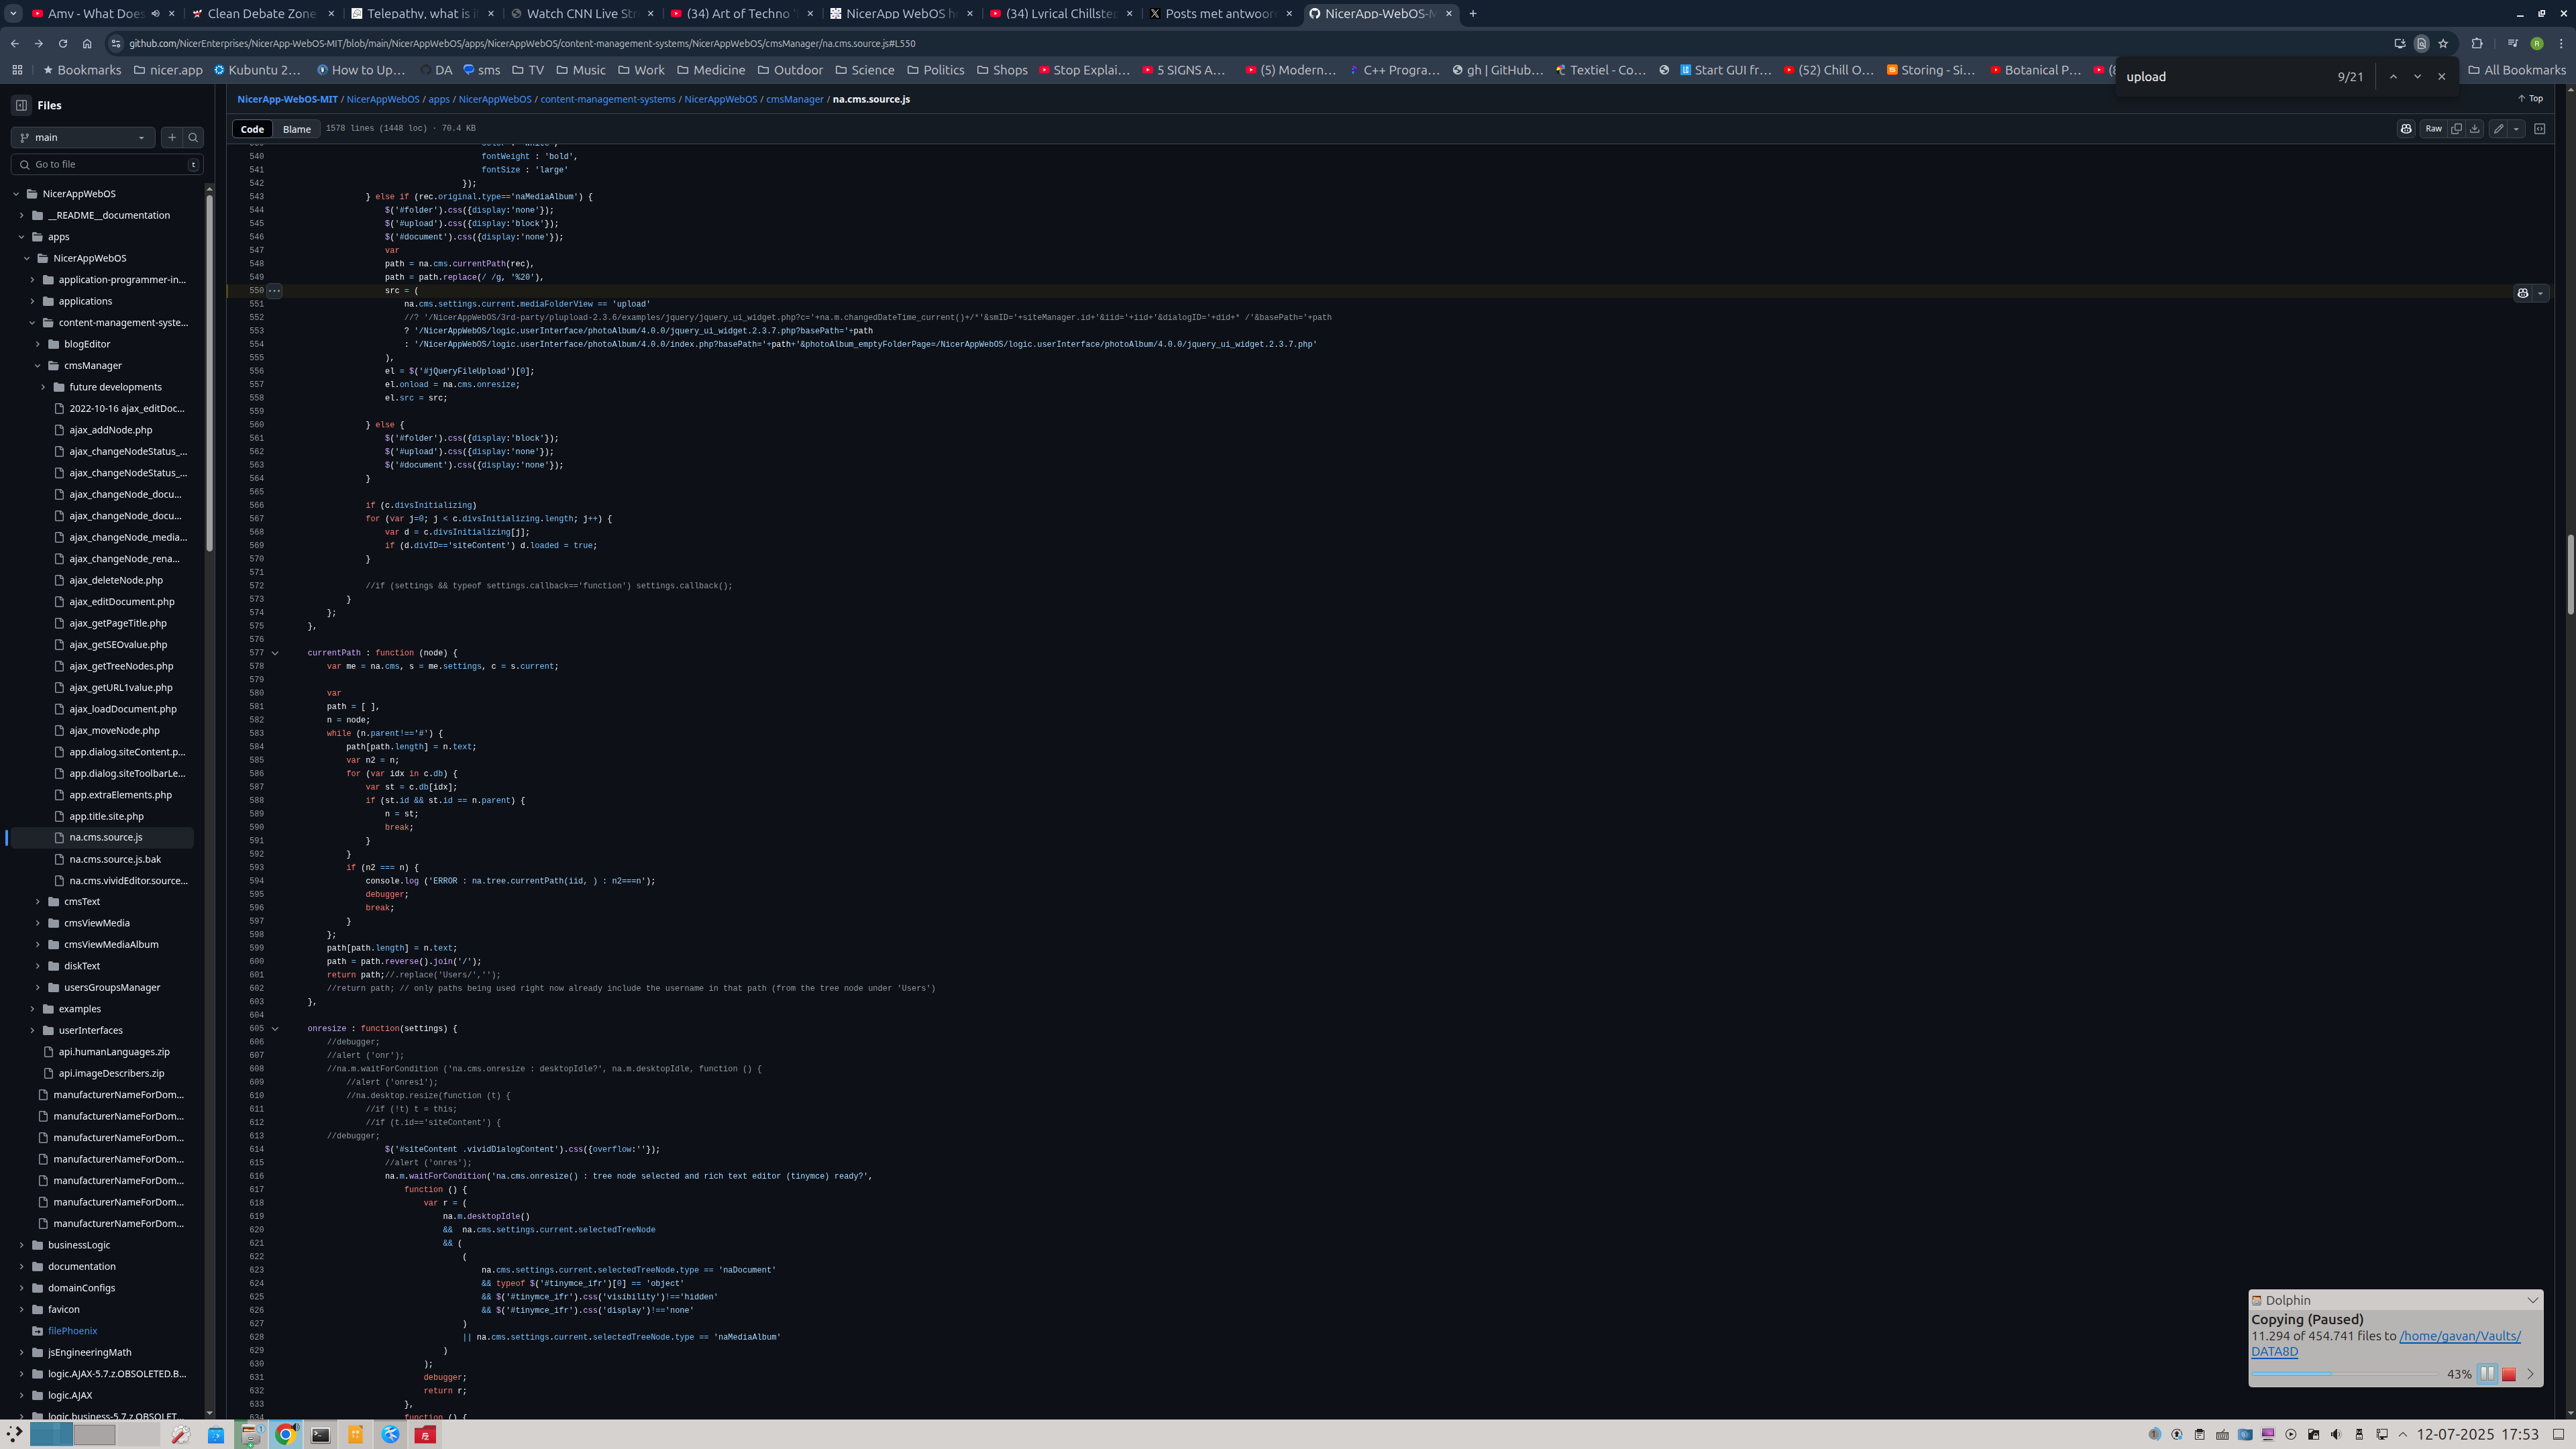 Amv - What Does
Clean Debate Zone
Telepathy, what is i
Watch CNN Live Str
(34) Art of Techno '
NicerApp WebOS h
(34) Lyrical Chillste
Posts met antwoor
NicerApp-WebOS-M
github.com/NicerEnterprises/NicerApp-WebOS-MIT/blob/main/NicerAppWebOS/apps/NicerAppWebOS/content-management-systems/NicerAppWebOS/cmsManager/na.cms.source.js#L550
Bookmarks nicer.app Kubuntu 2… How to Up… DA sms TV Music Work Medicine Outdoor Science Politics Shops Stop Explai… 5 SIGNS A… (5) Modern… C++ Progra… gh | GitHub… Textiel - Co… Start GUI fr… (52) Chill O… Storing - Si… Botanical P… All Bookmarks
upload 9/21
Files
main
Go to file t
NicerAppWebOS
__README__documentation
apps
NicerAppWebOS
application-programmer-in...
applications
content-management-syste...
blogEditor
cmsManager
future developments
2022-10-16 ajax_editDoc...
ajax_addNode.php
ajax_changeNodeStatus_...
ajax_changeNodeStatus_...
ajax_changeNode_docu...
ajax_changeNode_docu...
ajax_changeNode_media...
ajax_changeNode_rena...
ajax_deleteNode.php
ajax_editDocument.php
ajax_getPageTitle.php
ajax_getSEOvalue.php
ajax_getTreeNodes.php
ajax_getURL1value.php
ajax_loadDocument.php
ajax_moveNode.php
app.dialog.siteContent.p...
app.dialog.siteToolbarLe...
app.extraElements.php
app.title.site.php
na.cms.source.js
na.cms.source.js.bak
na.cms.vividEditor.source...
cmsText
cmsViewMedia
cmsViewMediaAlbum
diskText
usersGroupsManager
examples
userInterfaces
api.humanLanguages.zip
api.imageDescribers.zip
manufacturerNameForDom...
manufacturerNameForDom...
manufacturerNameForDom...
manufacturerNameForDom...
manufacturerNameForDom...
manufacturerNameForDom...
manufacturerNameForDom...
businessLogic
documentation
domainConfigs
favicon
filePhoenix
jsEngineeringMath
logic.AJAX-5.7.z.OBSOLETED.B...
logic.AJAX
logic.business-5.7.z.OBSOLET...
NicerApp-WebOS-MIT / NicerAppWebOS / apps / NicerAppWebOS / content-management-systems / NicerAppWebOS / cmsManager / na.cms.source.js
Top
Code Blame 1578 lines (1448 loc) · 70.4 KB
Raw
540 fontWeight : 'bold',
541 fontSize : 'large'
542 });
543 } else if (rec.original.type=='naMediaAlbum') {
544 $('#folder').css({display:'none'});
545 $('#upload').css({display:'block'});
546 $('#document').css({display:'none'});
547 var
548 path = na.cms.currentPath(rec),
549 path = path.replace(/ /g, '%20'),
550 src = (
551 na.cms.settings.current.mediaFolderView == 'upload'
552 //? '/NicerAppWebOS/3rd-party/plupload-2.3.6/examples/jquery/jquery_ui_widget.php?c='+na.m.changedDateTime_current()+/*'&smID='+siteManager.id+'&iid='+iid+'&dialogID='+did+* /'&basePath='+path
553 ? '/NicerAppWebOS/logic.userInterface/photoAlbum/4.0.0/jquery_ui_widget.2.3.7.php?basePath='+path
554 : '/NicerAppWebOS/logic.userInterface/photoAlbum/4.0.0/index.php?basePath='+path+'&photoAlbum_emptyFolderPage=/NicerAppWebOS/logic.userInterface/photoAlbum/4.0.0/jquery_ui_widget.2.3.7.php'
555 ),
556 el = $('#jQueryFileUpload')[0];
557 el.onload = na.cms.onresize;
558 el.src = src;
559
560 } else {
561 $('#folder').css({display:'block'});
562 $('#upload').css({display:'none'});
563 $('#document').css({display:'none'});
564 }
565
566 if (c.divsInitializing)
567 for (var j=0; j < c.divsInitializing.length; j++) {
568 var d = c.divsInitializing[j];
569 if (d.divID=='siteContent') d.loaded = true;
570 }
571
572 //if (settings && typeof settings.callback=='function') settings.callback();
573 }
574 };
575 },
576
577 currentPath : function (node) {
578 var me = na.cms, s = me.settings, c = s.current;
579
580 var
581 path = [ ],
582 n = node;
583 while (n.parent!=='#') {
584 path[path.length] = n.text;
585 var n2 = n;
586 for (var idx in c.db) {
587 var st = c.db[idx];
588 if (st.id && st.id == n.parent) {
589 n = st;
590 break;
591 }
592 }
593 if (n2 === n) {
594 console.log ('ERROR : na.tree.currentPath(iid, ) : n2===n');
595 debugger;
596 break;
597 }
598 };
599 path[path.length] = n.text;
600 path = path.reverse().join('/');
601 return path;//.replace('Users/','');
602 //return path; // only paths being used right now already include the username in that path (from the tree node under 'Users')
603 },
604
605 onresize : function(settings) {
606 //debugger;
607 //alert ('onr');
608 //na.m.waitForCondition ('na.cms.onresize : desktopIdle?', na.m.desktopIdle, function () {
609 //alert ('onres1');
610 //na.desktop.resize(function (t) {
611 //if (!t) t = this;
612 //if (t.id=='siteContent') {
613 //debugger;
614 $('#siteContent .vividDialogContent').css({overflow:''});
615 //alert ('onres');
616 na.m.waitForCondition('na.cms.onresize() : tree node selected and rich text editor (tinymce) ready?',
617 function () {
618 var r = (
619 na.m.desktopIdle()
620 && na.cms.settings.current.selectedTreeNode
621 && (
622 (
623 na.cms.settings.current.selectedTreeNode.type == 'naDocument'
624 && typeof $('#tinymce_ifr')[0] == 'object'
625 && $('#tinymce_ifr').css('visibility')!=='hidden'
626 && $('#tinymce_ifr').css('display')!=='none'
627 )
628 || na.cms.settings.current.selectedTreeNode.type == 'naMediaAlbum'
629 )
630 );
631 debugger;
632 return r;
633 },
634 function () {
Dolphin
Copying (Paused)
11.294 of 454.741 files to /home/gavan/Vaults/
DATA8D
43%
12-07-2025 17:53